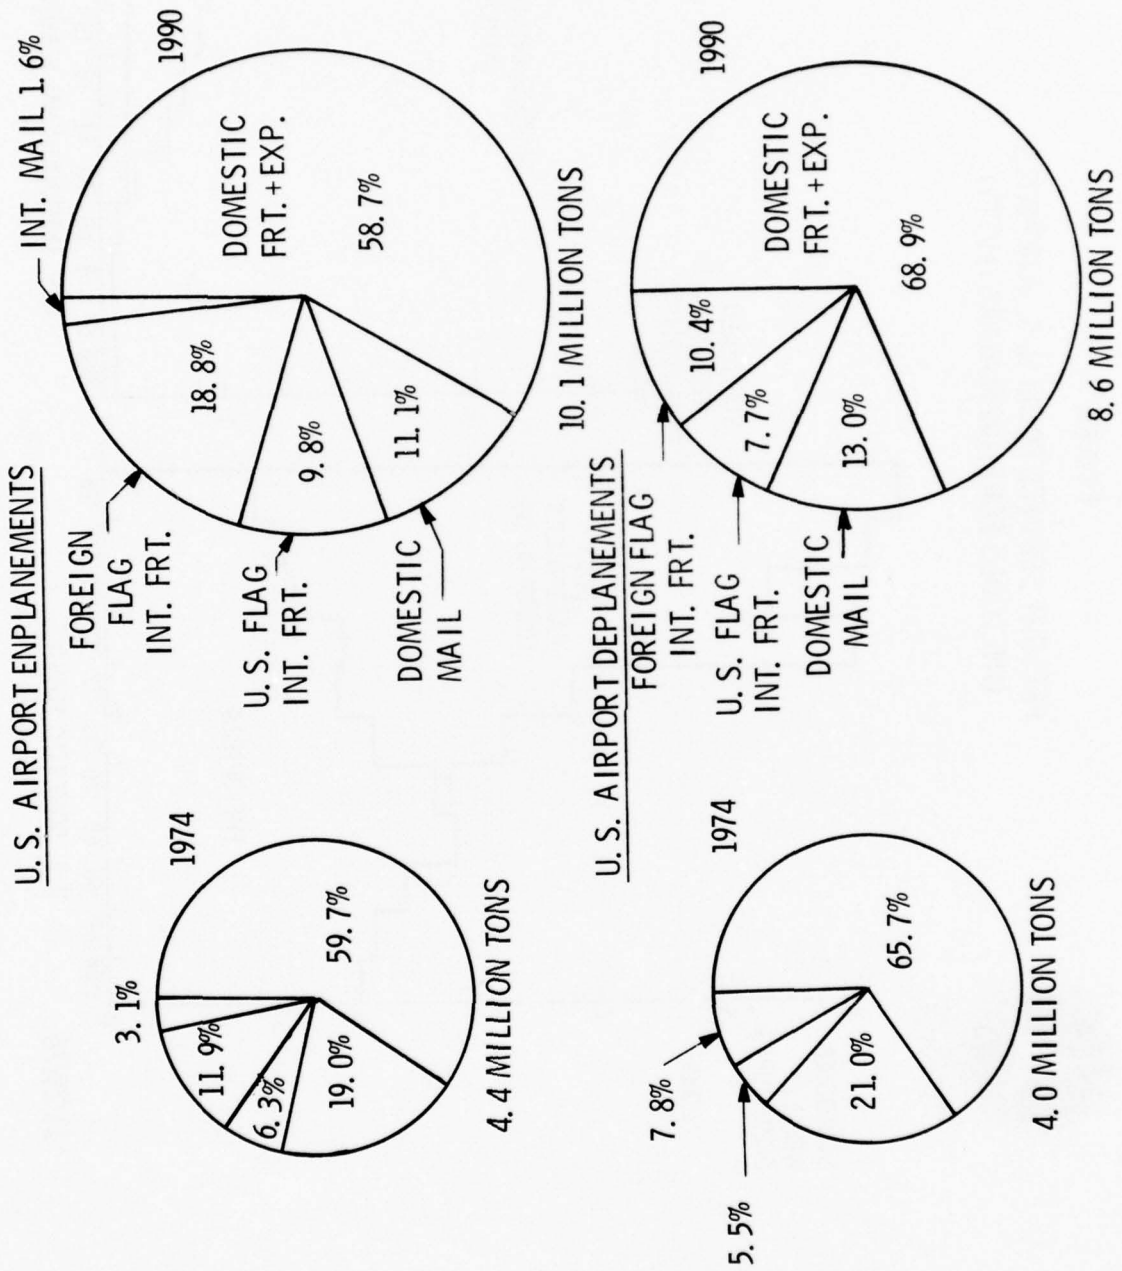 U. S. AIRPORT ENPLANEMENTS
1974
3. 1%
11. 9%
6. 3%
19. 0%
59. 7%
4. 4 MILLION TONS
1990
INT. MAIL 1. 6%
FOREIGN
FLAG
INT. FRT.
18. 8%
U. S. FLAG
INT. FRT.
9. 8%
DOMESTIC
MAIL
11. 1%
DOMESTIC
FRT. + EXP.
58. 7%
10. 1 MILLION TONS
U. S. AIRPORT DEPLANEMENTS
1974
7. 8%
5. 5%
21. 0%
65. 7%
4. 0 MILLION TONS
1990
FOREIGN FLAG
INT. FRT.
10. 4%
U. S. FLAG
INT. FRT.
7. 7%
DOMESTIC
MAIL
13. 0%
DOMESTIC
FRT. + EXP.
68. 9%
8. 6 MILLION TONS